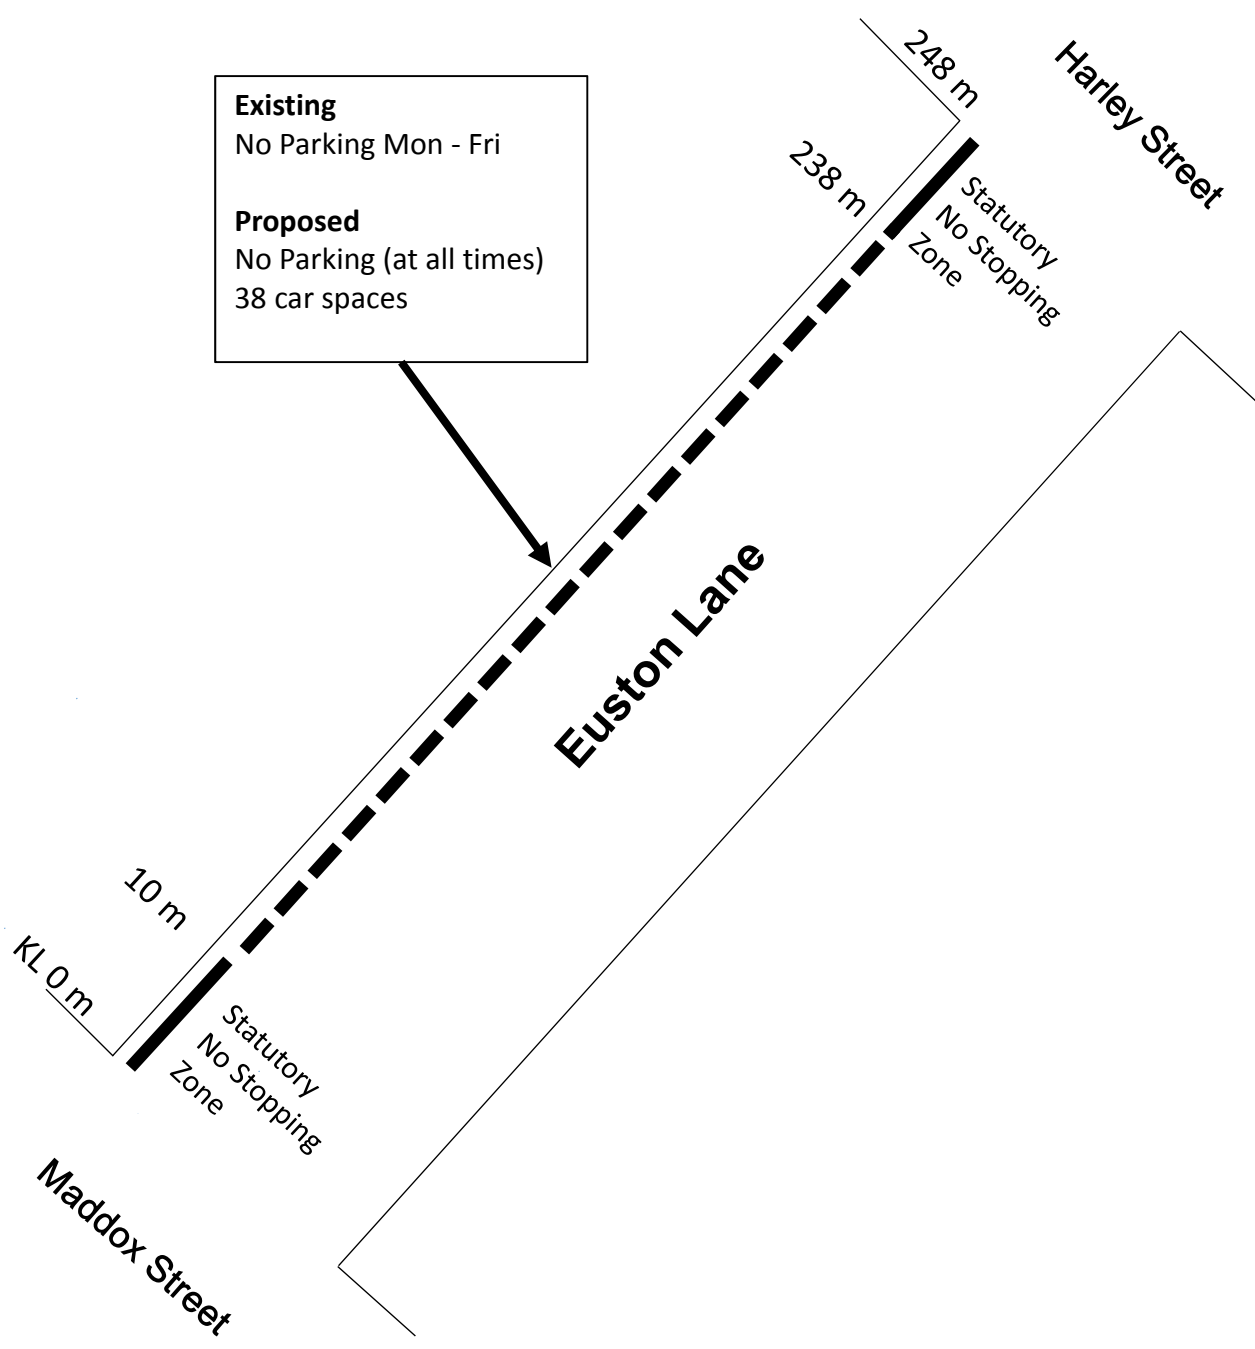 248 m
Harley Street
Existing
No Parking Mon - Fri
Proposed
No Parking (at all times)
38 car spaces
238 m
Statutory
No Stopping
Zone
Euston Lane
10 m
KL 0 m
Statutory
No Stopping
Zone
Maddox Street